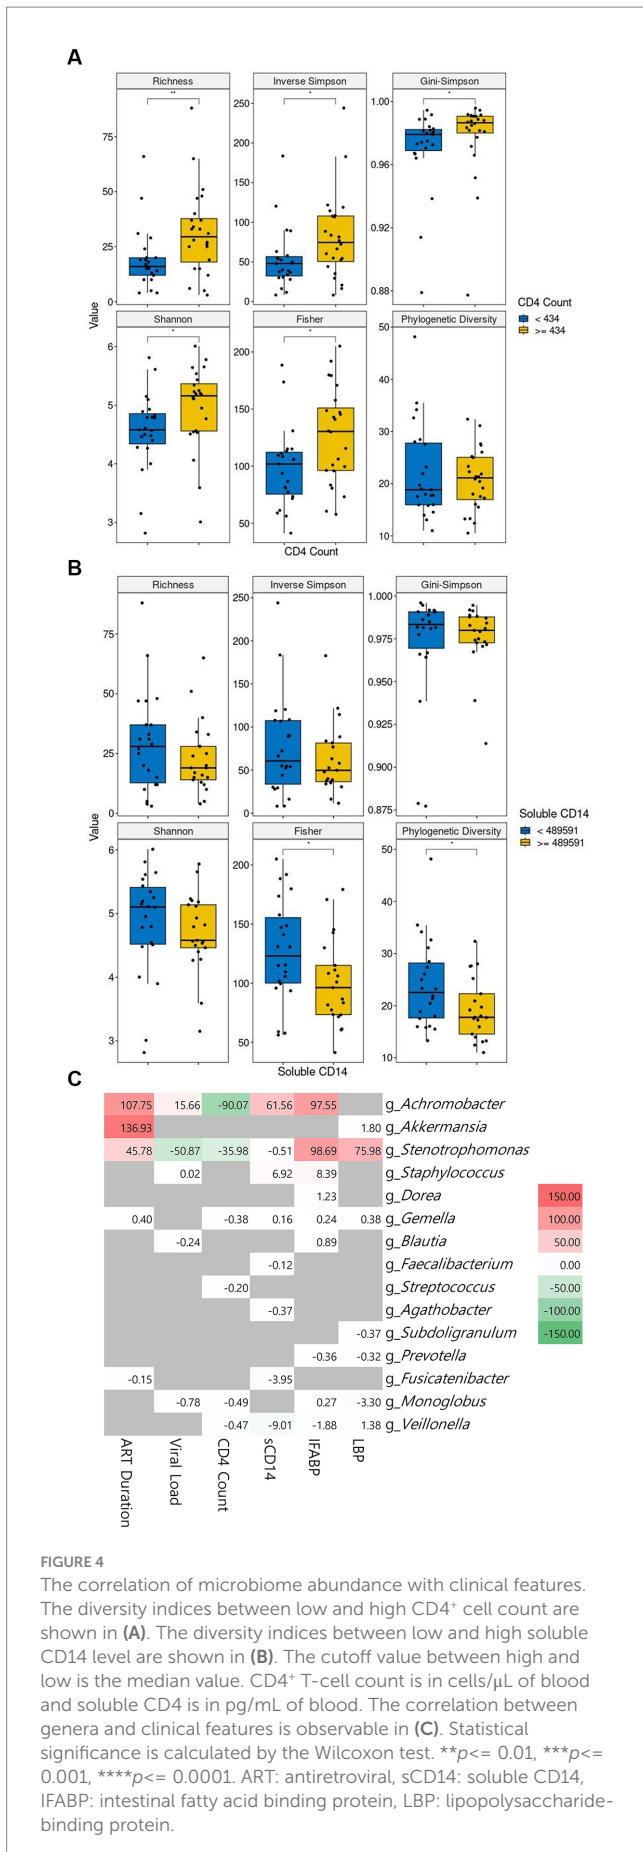 A
Richness
Inverse Simpson
Gini-Simpson
**
*
*
75
50
25
0
250
200
150
100
50
0
1.00
0.96
0.92
0.88
Value
Shannon
Fisher
Phylogenetic Diversity
*
*
6
5
4
3
200
150
100
50
50
40
30
20
10
CD4 Count
CD4 Count
< 434
>= 434
B
Richness
Inverse Simpson
Gini-Simpson
75
50
25
0
250
200
150
100
50
0
1.000
0.975
0.950
0.925
0.900
0.875
Value
Shannon
Fisher
Phylogenetic Diversity
*
*
6
5
4
3
200
150
100
50
50
40
30
20
10
Soluble CD14
Soluble CD14
< 489591
>= 489591
C
107.75 15.66 -90.07 61.56 97.55 g_Achromobacter
136.93 1.80 g_Akkermansia
45.78 -50.87 -35.98 -0.51 98.69 75.98 g_Stenotrophomonas
0.02 6.92 8.39 g_Staphylococcus
1.23 g_Dorea
0.40 -0.38 0.16 0.24 0.38 g_Gemella
-0.24 0.89 g_Blautia
-0.12 g_Faecalibacterium
-0.20 g_Streptococcus
-0.37 g_Agathobacter
-0.37 g_Subdoligranulum
-0.36 -0.32 g_Prevotella
-0.15 -3.95 g_Fusicatenibacter
-0.78 -0.49 0.27 -3.30 g_Monoglobus
-0.47 -9.01 -1.88 1.38 g_Veillonella
ART Duration
Viral Load
CD4 Count
sCD14
IFABP
LBP
150.00
100.00
50.00
0.00
-50.00
-100.00
-150.00
FIGURE 4
The correlation of microbiome abundance with clinical features.
The diversity indices between low and high CD4⁺ cell count are
shown in (A). The diversity indices between low and high soluble
CD14 level are shown in (B). The cutoff value between high and
low is the median value. CD4⁺ T-cell count is in cells/μL of blood
and soluble CD4 is in pg/mL of blood. The correlation between
genera and clinical features is observable in (C). Statistical
significance is calculated by the Wilcoxon test. **p<= 0.01, ***p<=
0.001, ****p<= 0.0001. ART: antiretroviral, sCD14: soluble CD14,
IFABP: intestinal fatty acid binding protein, LBP: lipopolysaccharide-
binding protein.